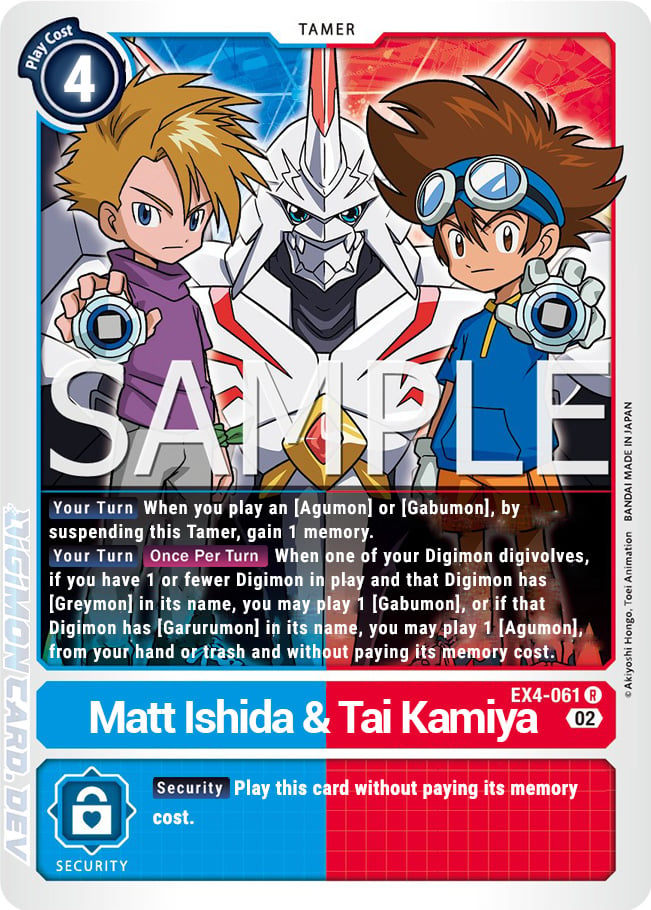 TAMER
Play Cost
4
SAMPLE
Your Turn When you play an [Agumon] or [Gabumon], by
suspending this Tamer, gain 1 memory.
Your Turn Once Per Turn When one of your Digimon digivolves,
if you have 1 or fewer Digimon in play and that Digimon has
[Greymon] in its name, you may play 1 [Gabumon], or if that
Digimon has [Garurumon] in its name, you may play 1 [Agumon],
from your hand or trash and without paying its memory cost.
©Akiyoshi Hongo, Toei Animation BANDAI MADE IN JAPAN
DIGIMONCARD.DEV
EX4-061 R
Matt Ishida & Tai Kamiya
02
Security Play this card without paying its memory
cost.
SECURITY